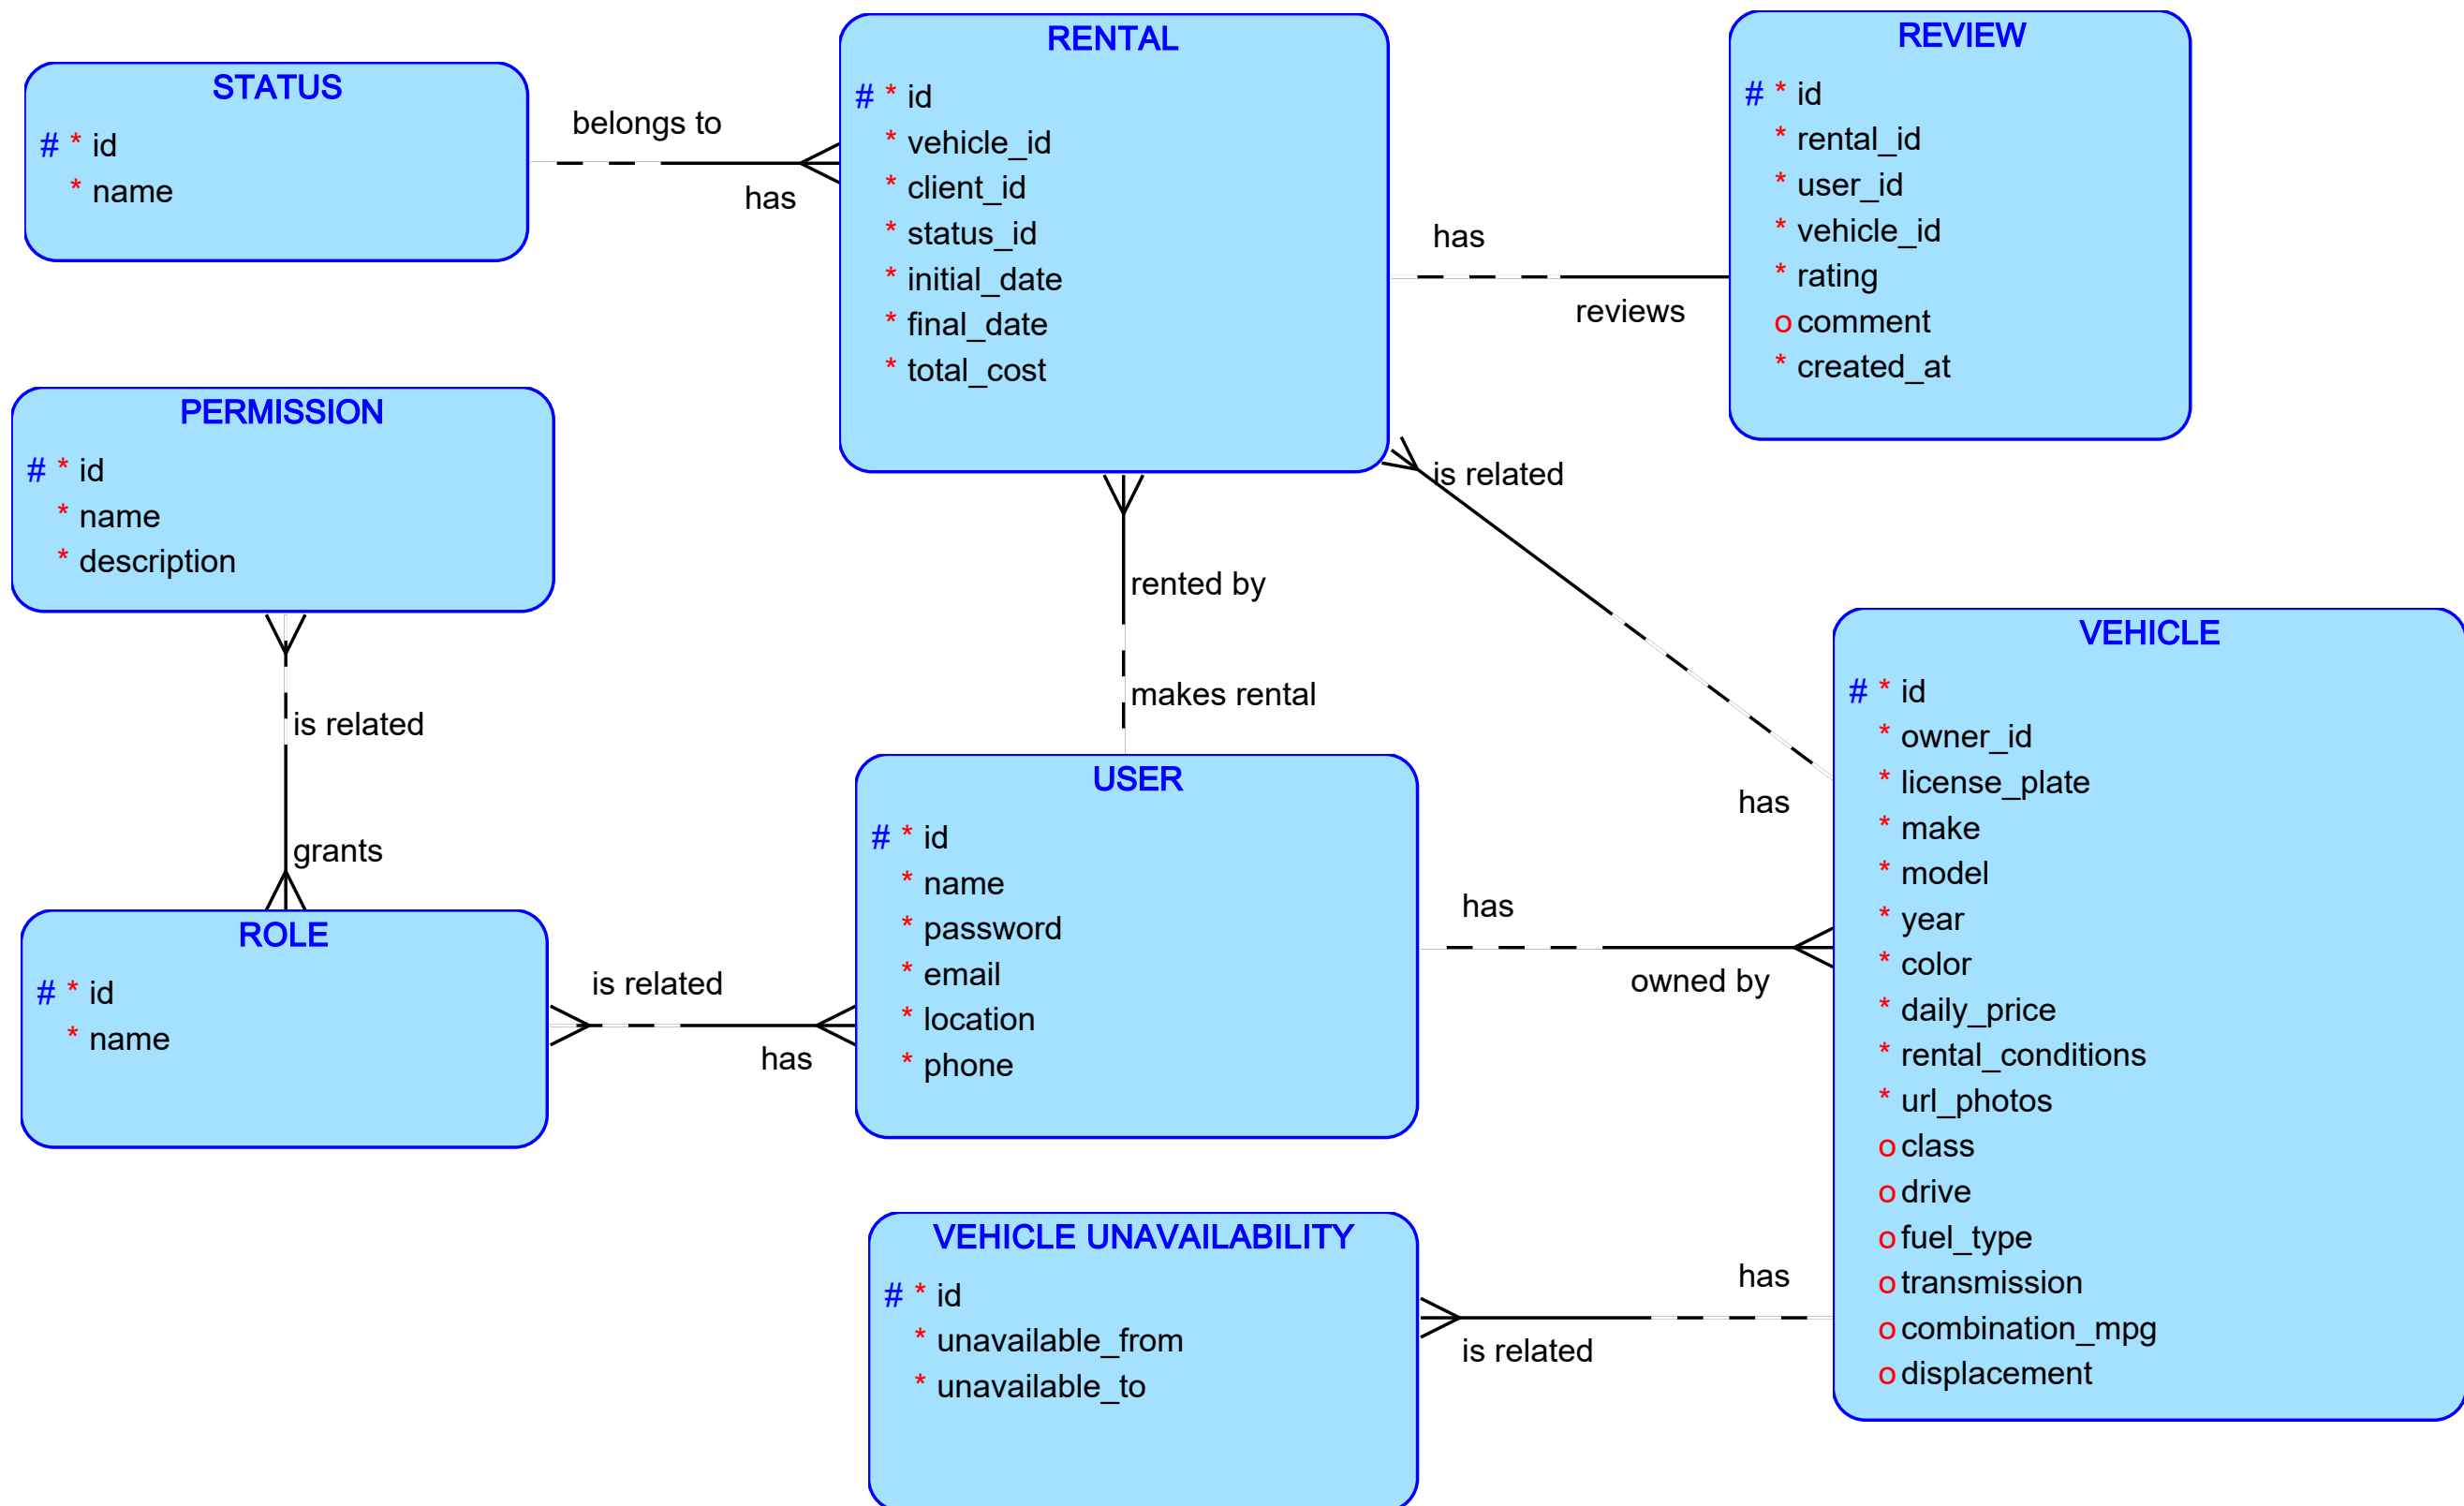 STATUS
# * id
* name
belongs to
has
RENTAL
# * id
* vehicle_id
* client_id
* status_id
* initial_date
* final_date
* total_cost
has
reviews
REVIEW
# * id
* rental_id
* user_id
* vehicle_id
* rating
o comment
* created_at
PERMISSION
# * id
* name
* description
is related
grants
is related
has
rented by
makes rental
ROLE
# * id
* name
is related
has
USER
# * id
* name
* password
* email
* location
* phone
has
owned by
VEHICLE
# * id
* owner_id
* license_plate
* make
* model
* year
* color
* daily_price
* rental_conditions
* url_photos
o class
o drive
o fuel_type
o transmission
o combination_mpg
o displacement
VEHICLE UNAVAILABILITY
# * id
* unavailable_from
* unavailable_to
has
is related